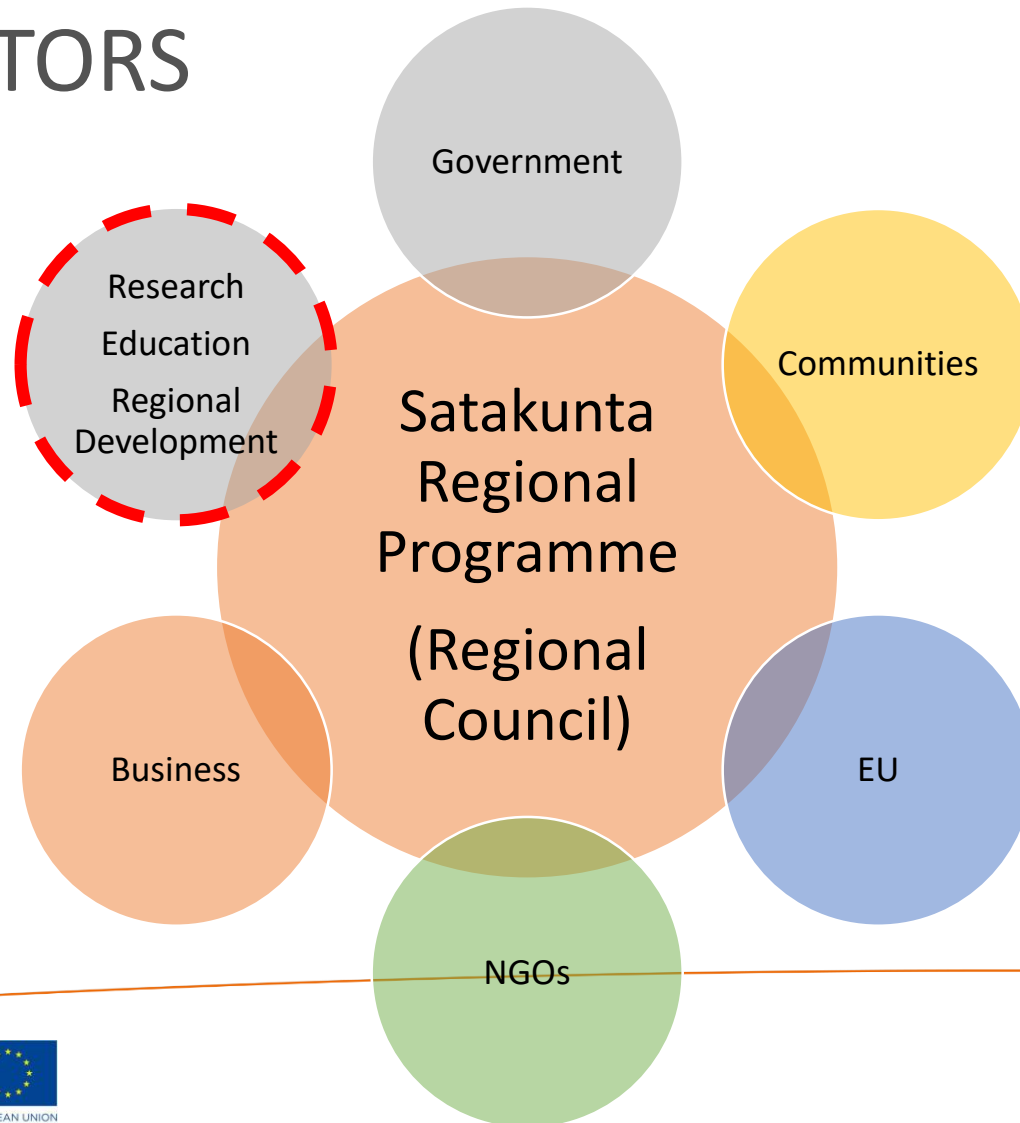 TORS
Government
Research
Education
Regional
Development
Communities
Satakunta
Regional
Programme
(Regional
Council)
Business
EU
NGOs
EAN UNION